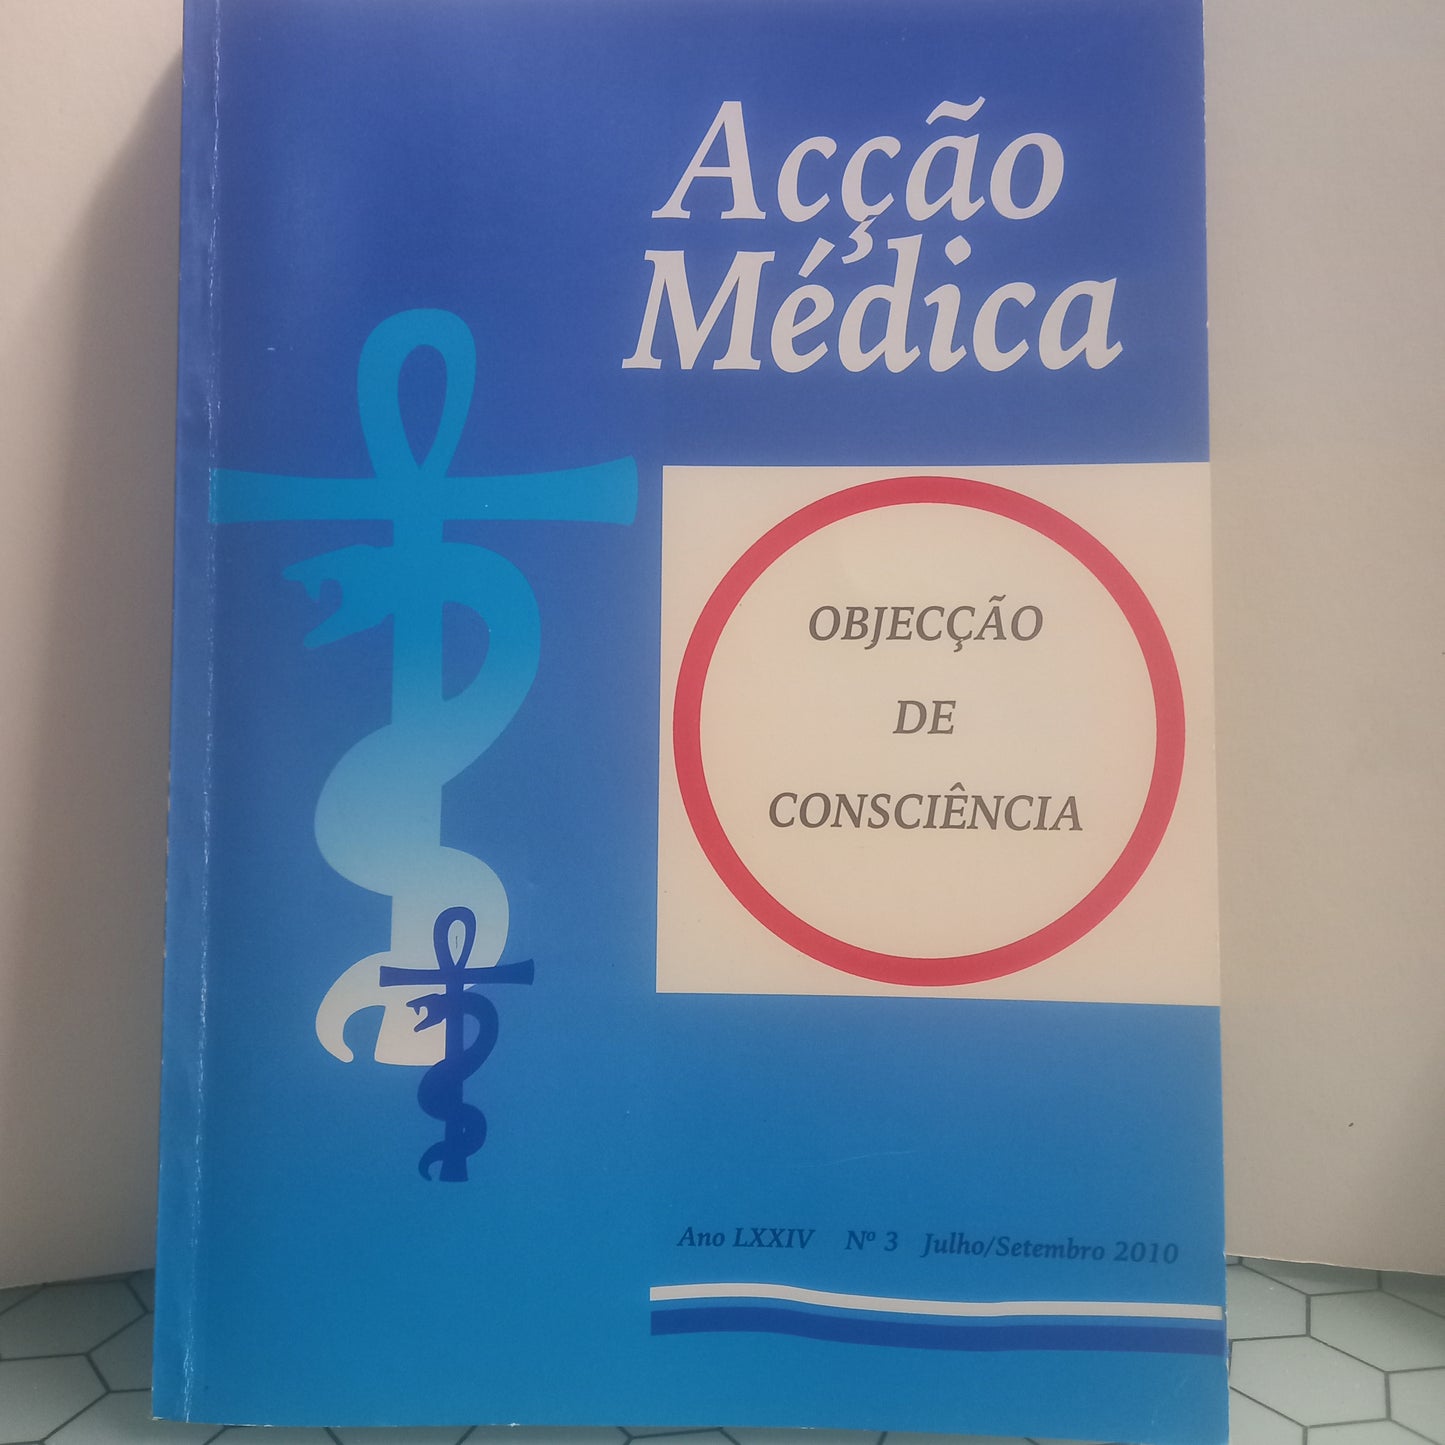 Acção
Médica
OBJECÇÃO
DE
CONSCIÊNCIA
Ano LXXIV Nº 3 Julho/Setembro 2010